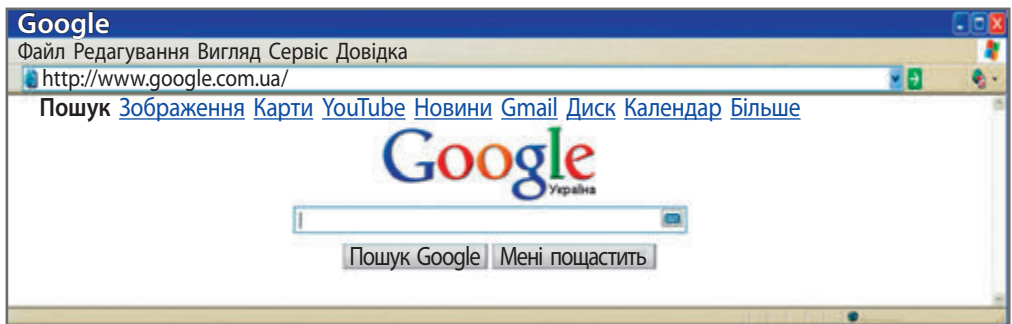 Google
Файл Редагування Вигляд Сервіс Довідка
http://www.google.com.ua/
Пошук Зображення Карти YouTube Новини Gmail Диск Календар Більше
Google
Україна
Пошук Google Мені пощастить